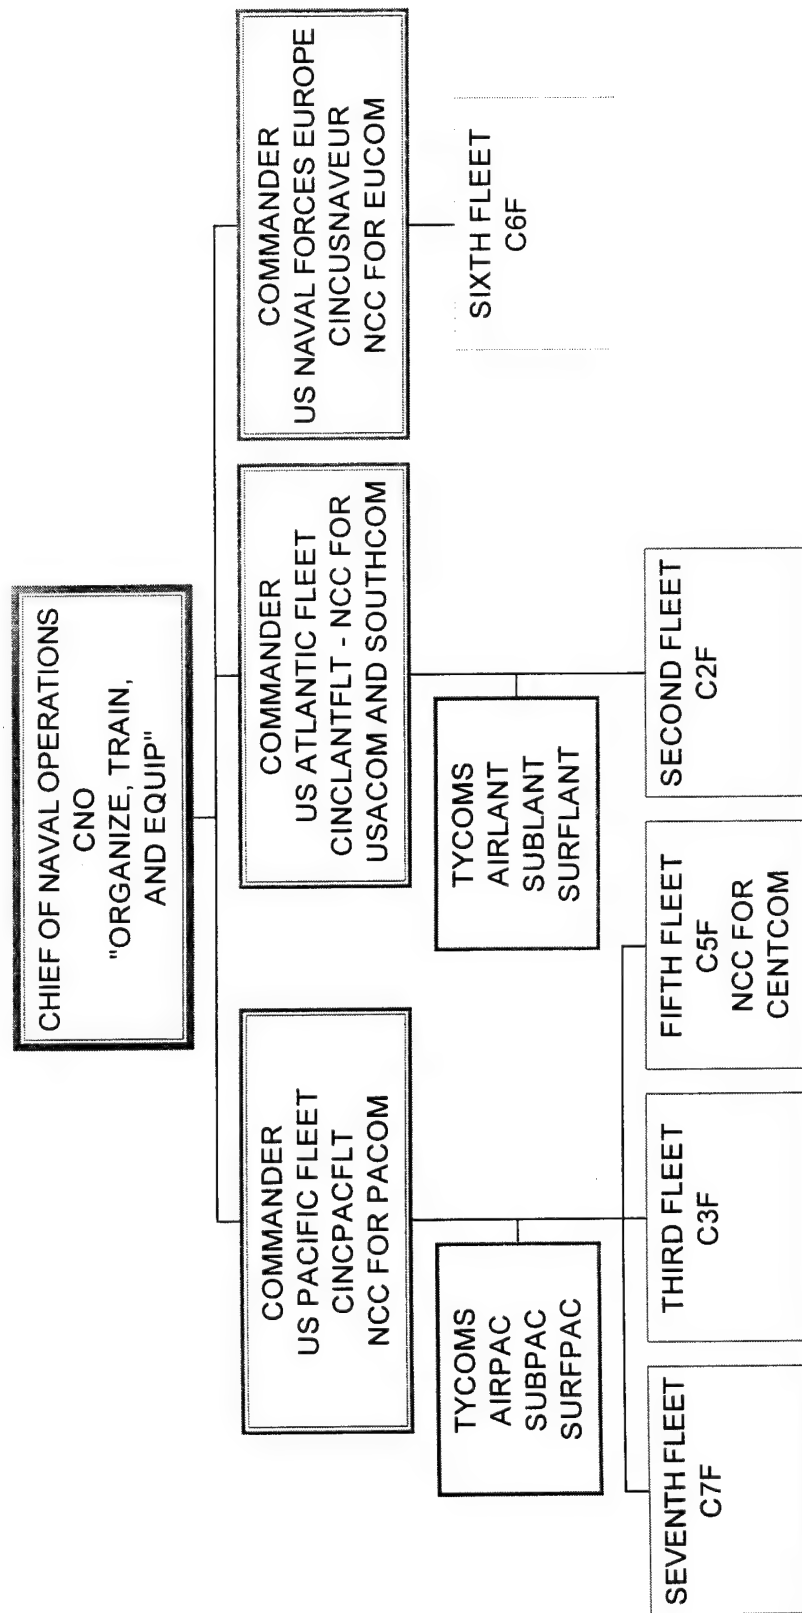 CHIEF OF NAVAL OPERATIONS
CNO
"ORGANIZE, TRAIN,
AND EQUIP"
COMMANDER
US PACIFIC FLEET
CINCPACFLT
NCC FOR PACOM
COMMANDER
US ATLANTIC FLEET
CINCLANTFLT - NCC FOR
USACOM AND SOUTHCOM
COMMANDER
US NAVAL FORCES EUROPE
CINCUSNAVEUR
NCC FOR EUCOM
TYCOMS
AIRPAC
SUBPAC
SURFPAC
TYCOMS
AIRLANT
SUBLANT
SURFLANT
SIXTH FLEET
C6F
SEVENTH FLEET
C7F
THIRD FLEET
C3F
FIFTH FLEET
C5F
NCC FOR
CENTCOM
SECOND FLEET
C2F